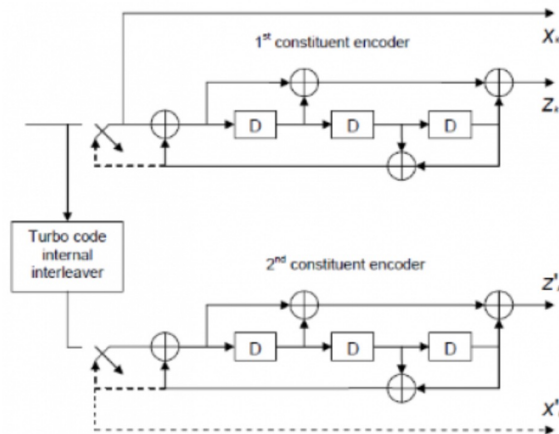 Xₖ
1st constituent encoder
Zₖ
D
D
D
Turbo code
internal
interleaver
2nd constituent encoder
Z'
D
D
D
X'